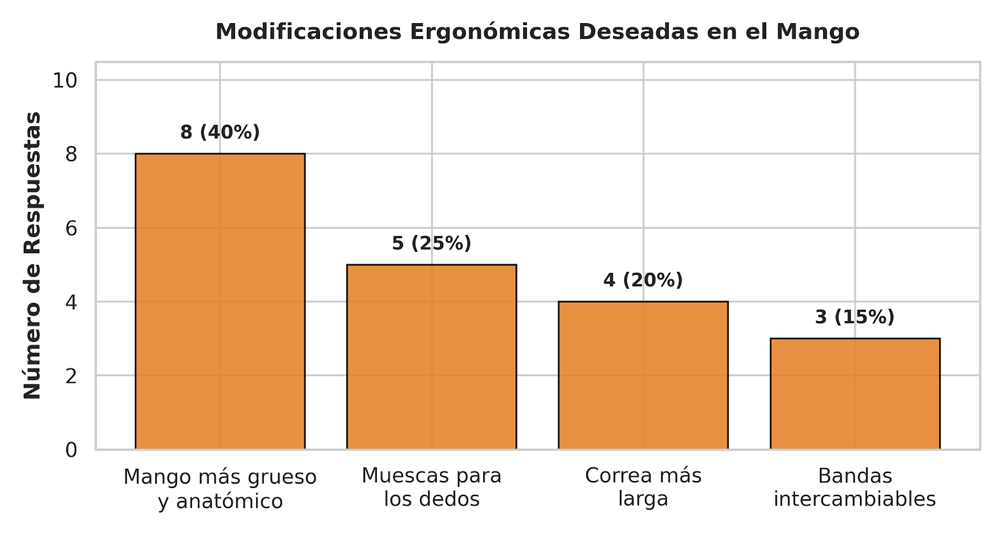 Modificaciones Ergonómicas Deseadas en el Mango
Número de Respuestas
10
8
6
4
2
0
8 (40%)
5 (25%)
4 (20%)
3 (15%)
Mango más grueso
y anatómico
Muescas para
los dedos
Correa más
larga
Bandas
intercambiables